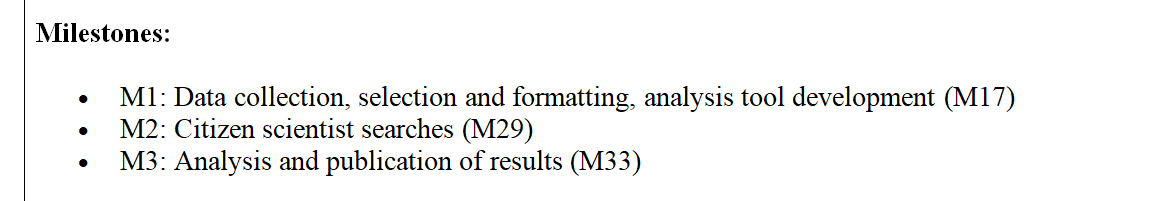 Milestones:
• M1: Data collection, selection and formatting, analysis tool development (M17)
• M2: Citizen scientist searches (M29)
• M3: Analysis and publication of results (M33)